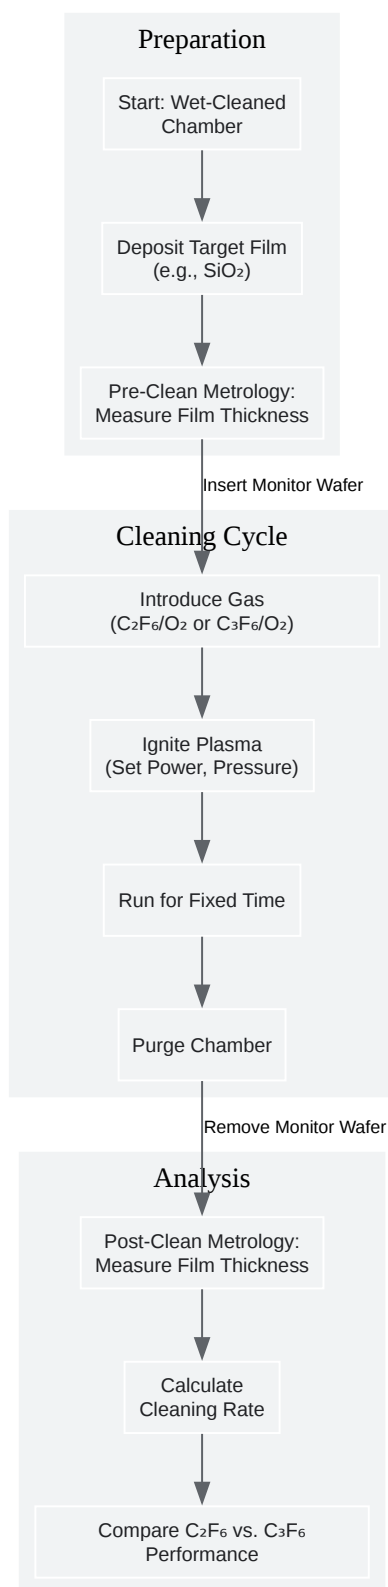 Preparation
Start: Wet-Cleaned
Chamber
Deposit Target Film
(e.g., SiO₂)
Pre-Clean Metrology:
Measure Film Thickness
Insert Monitor Wafer
Cleaning Cycle
Introduce Gas
(C₂F₆/O₂ or C₃F₆/O₂)
Ignite Plasma
(Set Power, Pressure)
Run for Fixed Time
Purge Chamber
Remove Monitor Wafer
Analysis
Post-Clean Metrology:
Measure Film Thickness
Calculate
Cleaning Rate
Compare C₂F₆ vs. C₃F₆
Performance